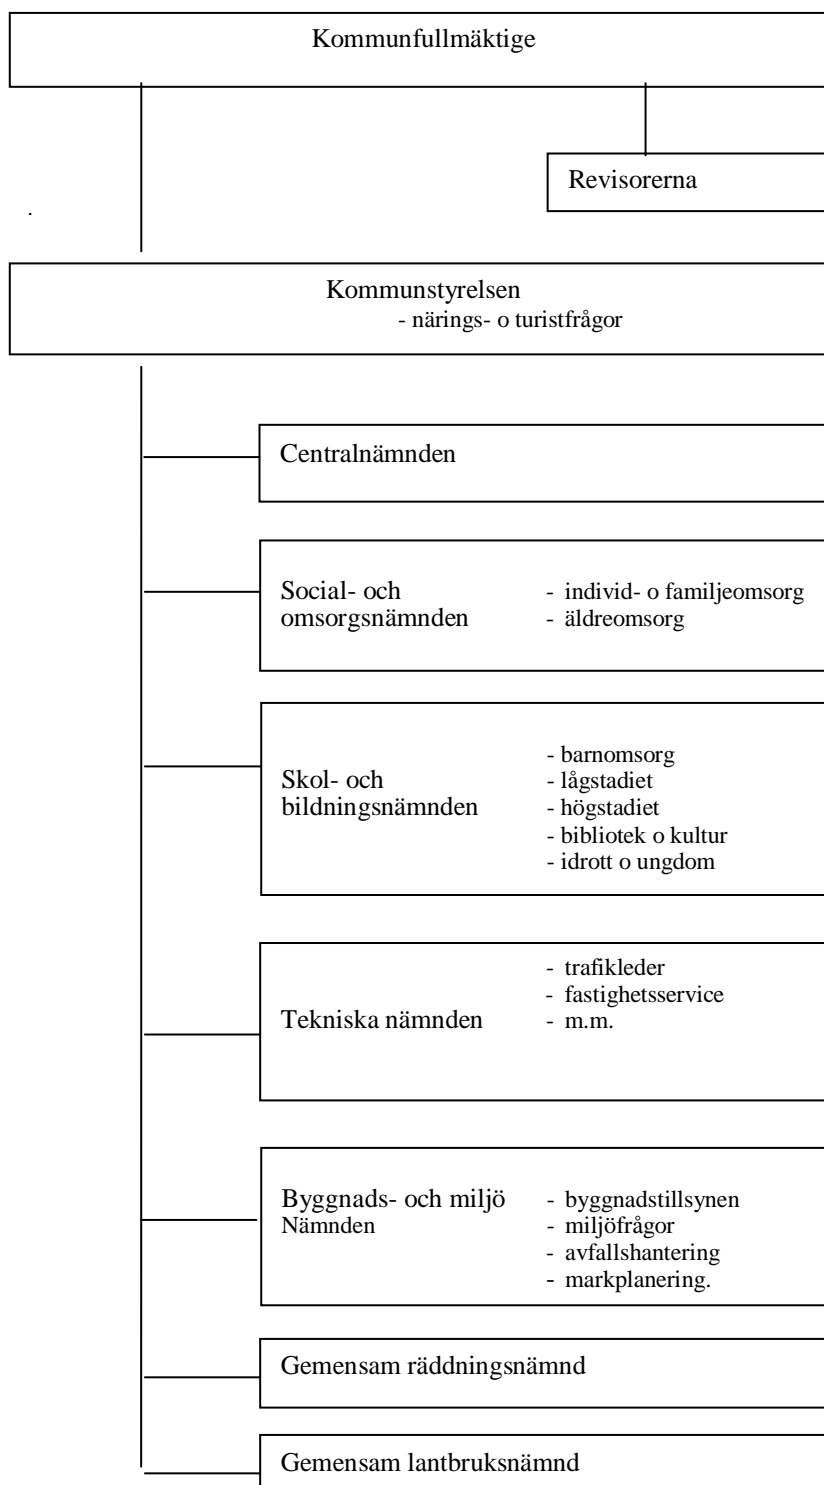 Kommunfullmäktige
Revisorerna
.
Kommunstyrelsen
- närings- o turistfrågor
Centralnämnden
Social- och
omsorgsnämnden
- individ- o familjeomsorg
- äldreomsorg
Skol- och
bildningsnämnden
- barnomsorg
- lågstadiet
- högstadiet
- bibliotek o kultur
- idrott o ungdom
Tekniska nämnden
- trafikleder
- fastighetsservice
- m.m.
Byggnads- och miljö
Nämnden
- byggnadstillsynen
- miljöfrågor
- avfallshantering
- markplanering.
Gemensam räddningsnämnd
Gemensam lantbruksnämnd